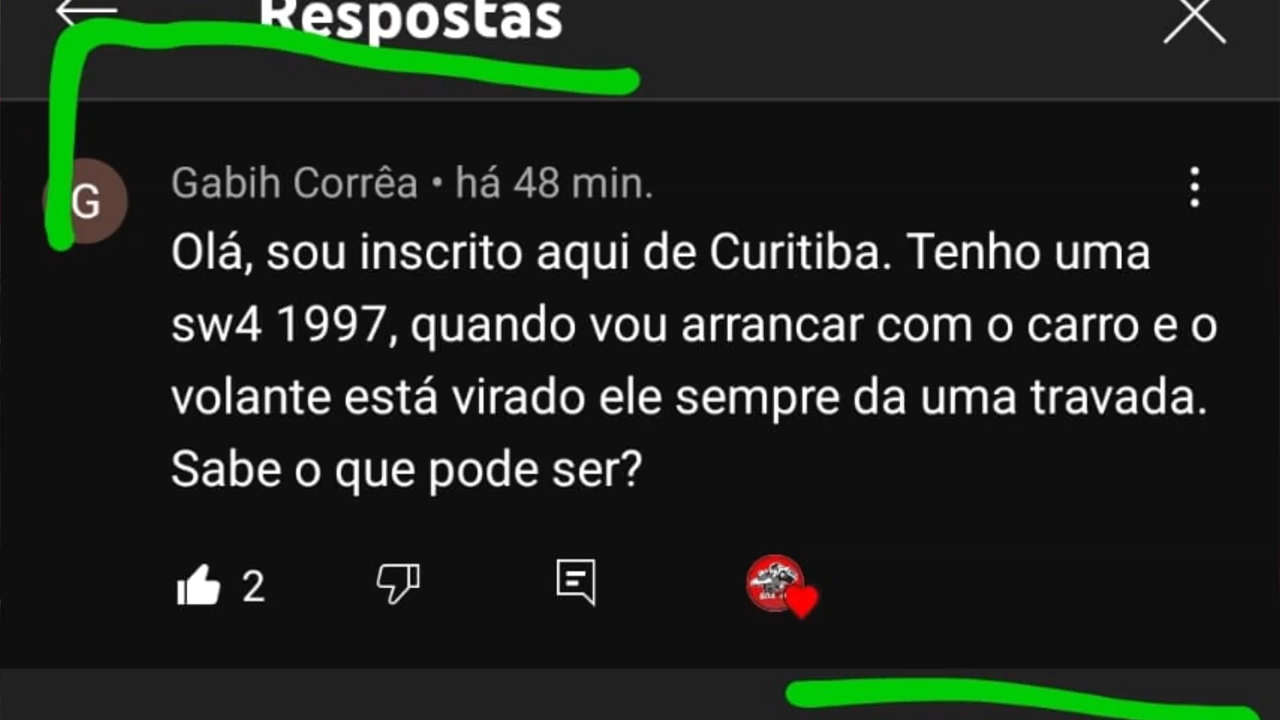 Respostas
G
Gabih Corrêa • há 48 min.
Olá, sou inscrito aqui de Curitiba. Tenho uma
sw4 1997, quando vou arrancar com o carro e o
volante está virado ele sempre da uma travada.
Sabe o que pode ser?
2